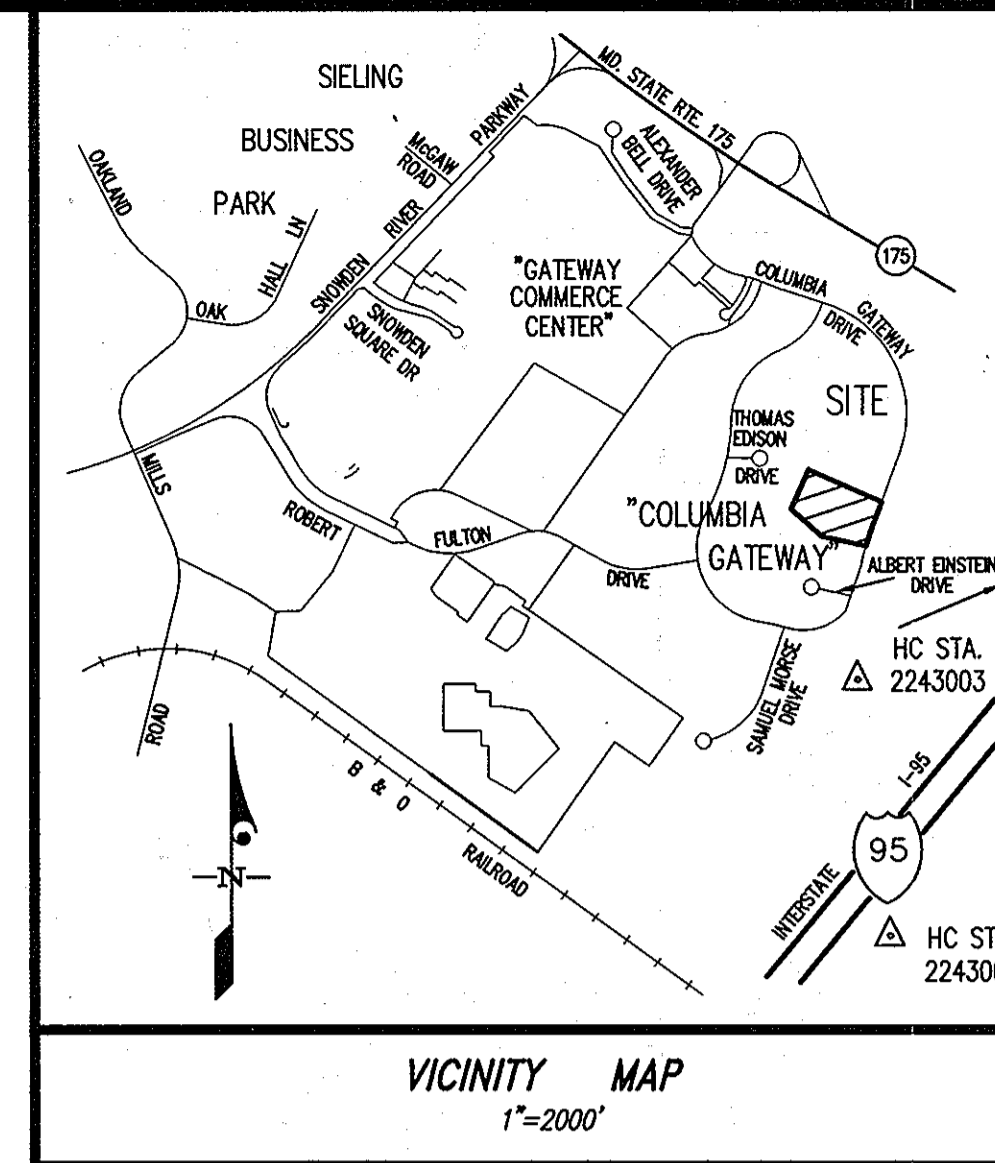 SIELING
BUSINESS
PARK
OAKLAND
MILLS
ROAD
OAK
HALL LN
McGAW
ROAD
SNOWDEN
RIVER
PARKWAY
MD. STATE RTE. 175
175
ALEXANDER
BELL DRIVE
"GATEWAY
COMMERCE
CENTER"
SNOWDEN
SQUARE DR
COLUMBIA
GATEWAY
DRIVE
SITE
THOMAS
EDISON
DRIVE
"COLUMBIA
GATEWAY"
ROBERT
FULTON
DRIVE
ALBERT EINSTEIN
DRIVE
HC STA.
2243003
SAMUEL MORSE
DRIVE
B & O
RAILROAD
I-95
95
INTERSTATE
HC ST
22430
N
VICINITY MAP
1"=2000'